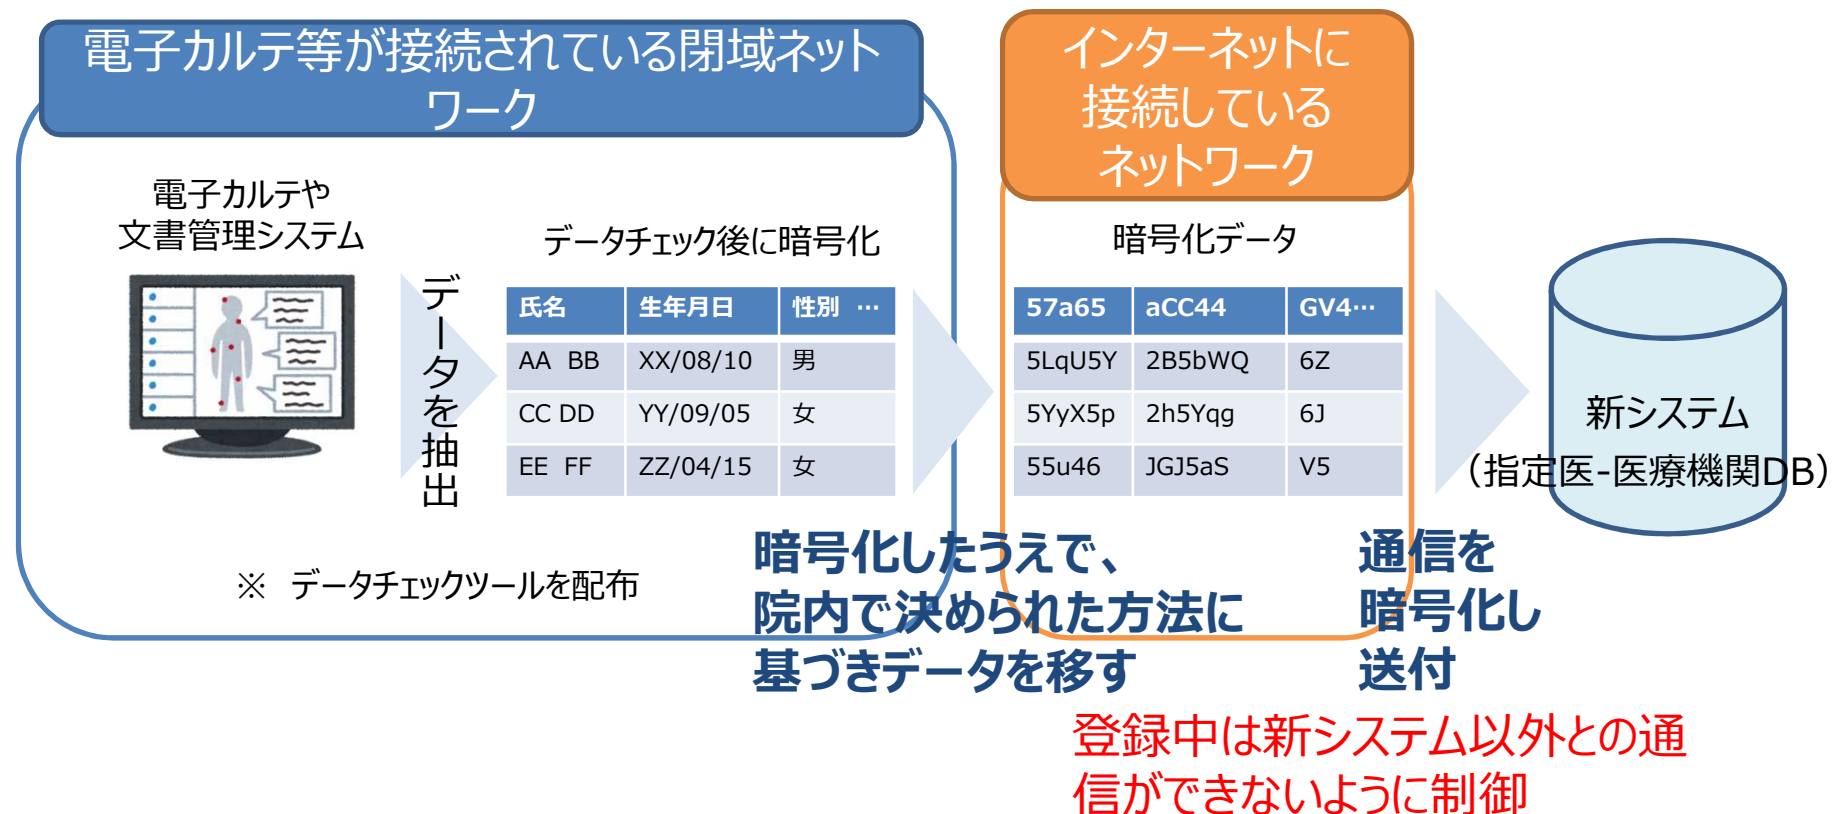 電子カルテ等が接続されている閉域ネット
ワーク
インターネットに
接続している
ネットワーク
電子カルテや
文書管理システム
データを抽出
データチェック後に暗号化
氏名 生年月日 性別 …
AA BB XX/08/10 男
CC DD YY/09/05 女
EE FF ZZ/04/15 女
※ データチェックツールを配布
暗号化データ
57a65 aCC44 GV4…
5LqU5Y 2B5bWQ 6Z
5YyX5p 2h5Yqg 6J
55u46 JGJ5aS V5
新システム
(指定医-医療機関DB)
暗号化したうえで、
院内で決められた方法に
基づきデータを移す
通信を
暗号化し
送付
登録中は新システム以外との通
信ができないように制御